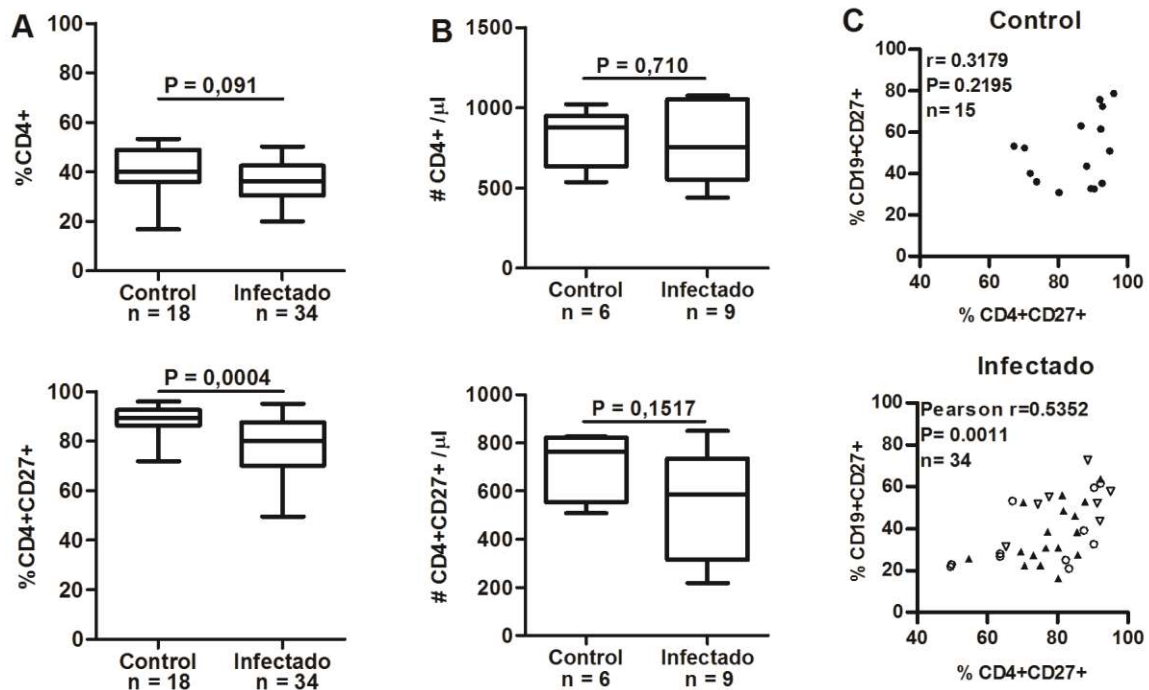 A
100
80
60
40
20
0
%CD4+
P = 0,091
Control
n = 18
Infectado
n = 34
100
80
60
40
20
0
%CD4+CD27+
P = 0,0004
Control
n = 18
Infectado
n = 34
B
1500
1000
500
0
# CD4+ /µl
P = 0,710
Control
n = 6
Infectado
n = 9
1000
800
600
400
200
0
# CD4+CD27+ /µl
P = 0,1517
Control
n = 6
Infectado
n = 9
C
Control
r= 0.3179
P= 0.2195
n= 15
100
80
60
40
20
0
% CD19+CD27+
40
60
80
100
% CD4+CD27+
Infectado
Pearson r=0.5352
P= 0.0011
n= 34
100
80
60
40
20
0
% CD19+CD27+
40
60
80
100
% CD4+CD27+